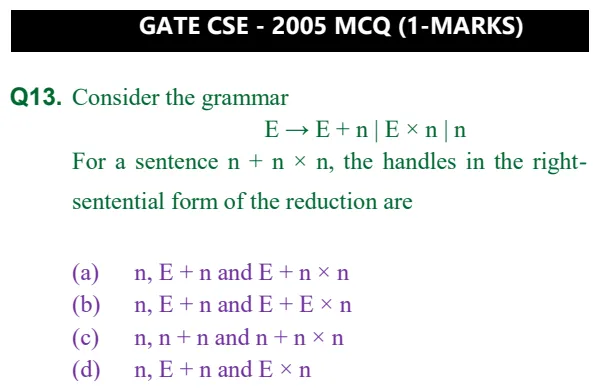 GATE CSE - 2005 MCQ (1-MARKS)
Q13. Consider the grammar
E → E + n | E × n | n
For a sentence n + n × n, the handles in the right-
sentential form of the reduction are
(a) n, E + n and E + n × n
(b) n, E + n and E + E × n
(c) n, n + n and n + n × n
(d) n, E + n and E × n